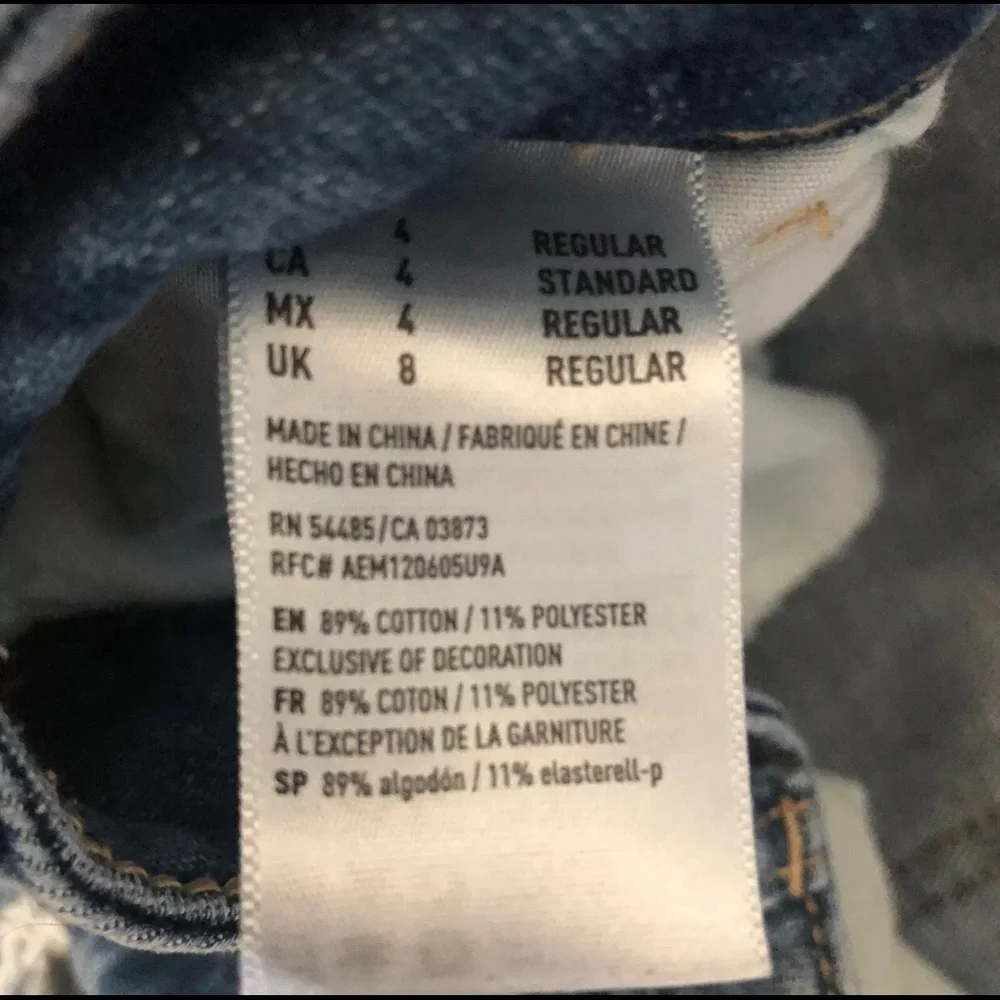 4 REGULAR
CA 4 STANDARD
MX 4 REGULAR
UK 8 REGULAR
MADE IN CHINA / FABRIQUÉ EN CHINE /
HECHO EN CHINA
RN 54485/CA 03873
RFC# AEM120605U9A
EN 89% COTTON / 11% POLYESTER
EXCLUSIVE OF DECORATION
FR 89% COTON / 11% POLYESTER
À L'EXCEPTION DE LA GARNITURE
SP 89% algodón / 11% elasterell-p